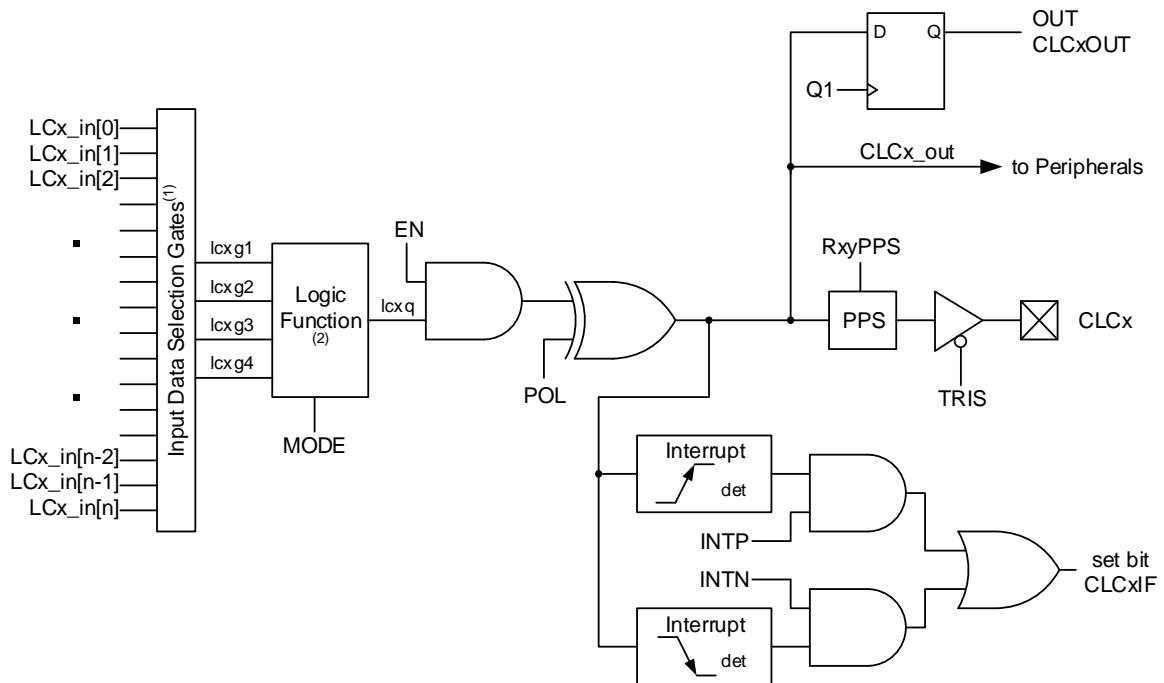 OUT
CLCxOUT
D
Q
Q1
LCx_in[0]
LCx_in[1]
LCx_in[2]
CLCx_out
to Peripherals
Input Data Selection Gates(1)
EN
RxyPPS
lcxg1
lcxg2
lcxg3
lcxg4
Logic
Function
(2)
lcxq
PPS
CLCx
POL
TRIS
MODE
LCx_in[n-2]
LCx_in[n-1]
LCx_in[n]
Interrupt
det
INTP
INTN
set bit
CLCxIF
Interrupt
det